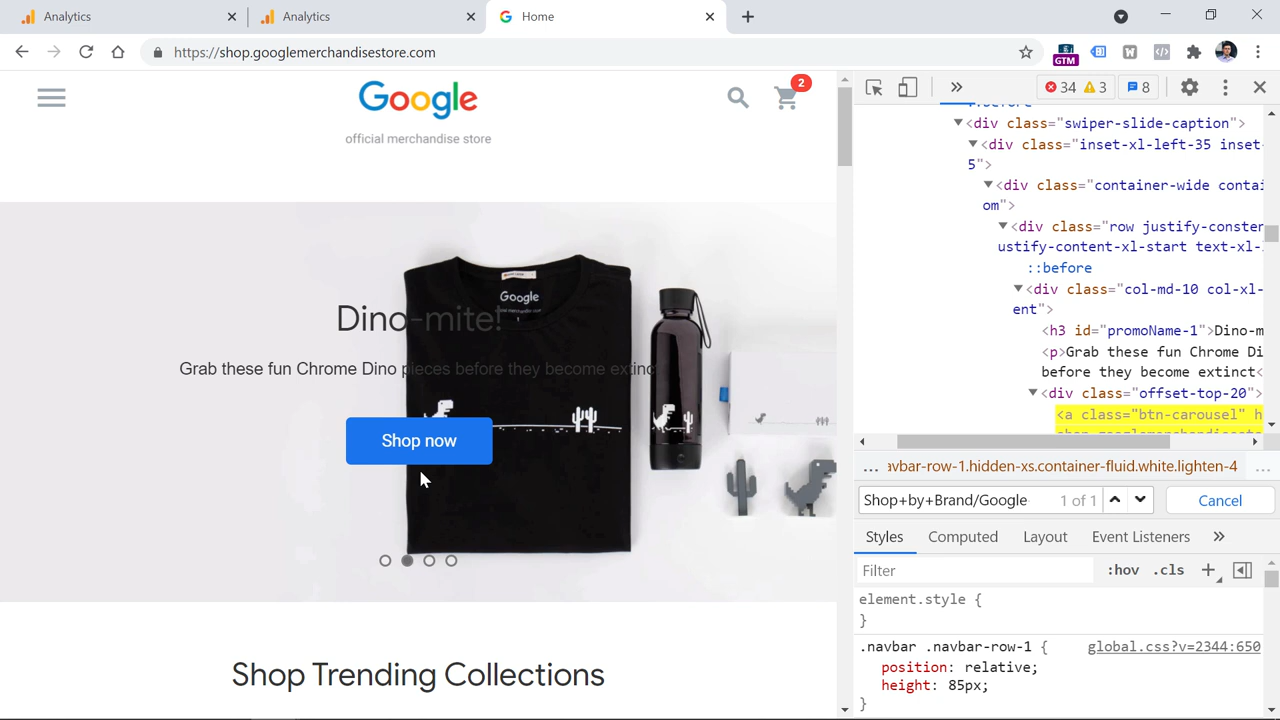 Analytics
Analytics
Home
https://shop.googlemerchandisestore.com
GTM
Google
official merchandise store
2
34
3
8
::before
<div class="swiper-slide-caption">
<div class="inset-xl-left-35 inset-
5">
<div class="container-wide contai
om">
<div class="row justify-conster
ustify-content-xl-start text-xl-
::before
<div class="col-md-10 col-xl-
ent">
<h3 id="promoName-1">Dino-m
<p>Grab these fun Chrome Di
before they become extinct<
<div class="offset-top-20">
<a class="btn-carousel" h
Google
Dino-mite!
Grab these fun Chrome Dino pieces before they become extinc
Shop now
Shop Trending Collections
... avbar-row-1.hidden-xs.container-fluid.white.lighten-4 ...
Shop+by+Brand/Google 1 of 1
Cancel
Styles Computed Layout Event Listeners
Filter :hov .cls
element.style {
}
.navbar .navbar-row-1 { global.css?v=2344:650
position: relative;
height: 85px;
}